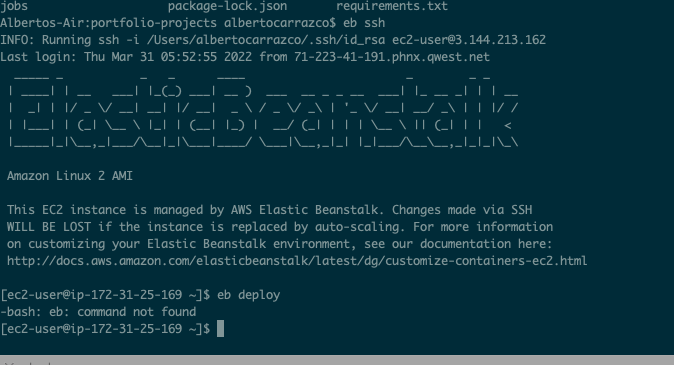 jobs package-lock.json requirements.txt
Albertos-Air:portfolio-projects albertocarrazco$ eb ssh
INFO: Running ssh -i /Users/albertocarrazco/.ssh/id_rsa ec2-user@3.144.213.162
Last login: Thu Mar 31 05:52:55 2022 from 71-223-41-191.phnx.qwest.net
ElasticBeanstalk
Amazon Linux 2 AMI
This EC2 instance is managed by AWS Elastic Beanstalk. Changes made via SSH
WILL BE LOST if the instance is replaced by auto-scaling. For more information
on customizing your Elastic Beanstalk environment, see our documentation here:
http://docs.aws.amazon.com/elasticbeanstalk/latest/dg/customize-containers-ec2.html
[ec2-user@ip-172-31-25-169 ~]$ eb deploy
-bash: eb: command not found
[ec2-user@ip-172-31-25-169 ~]$